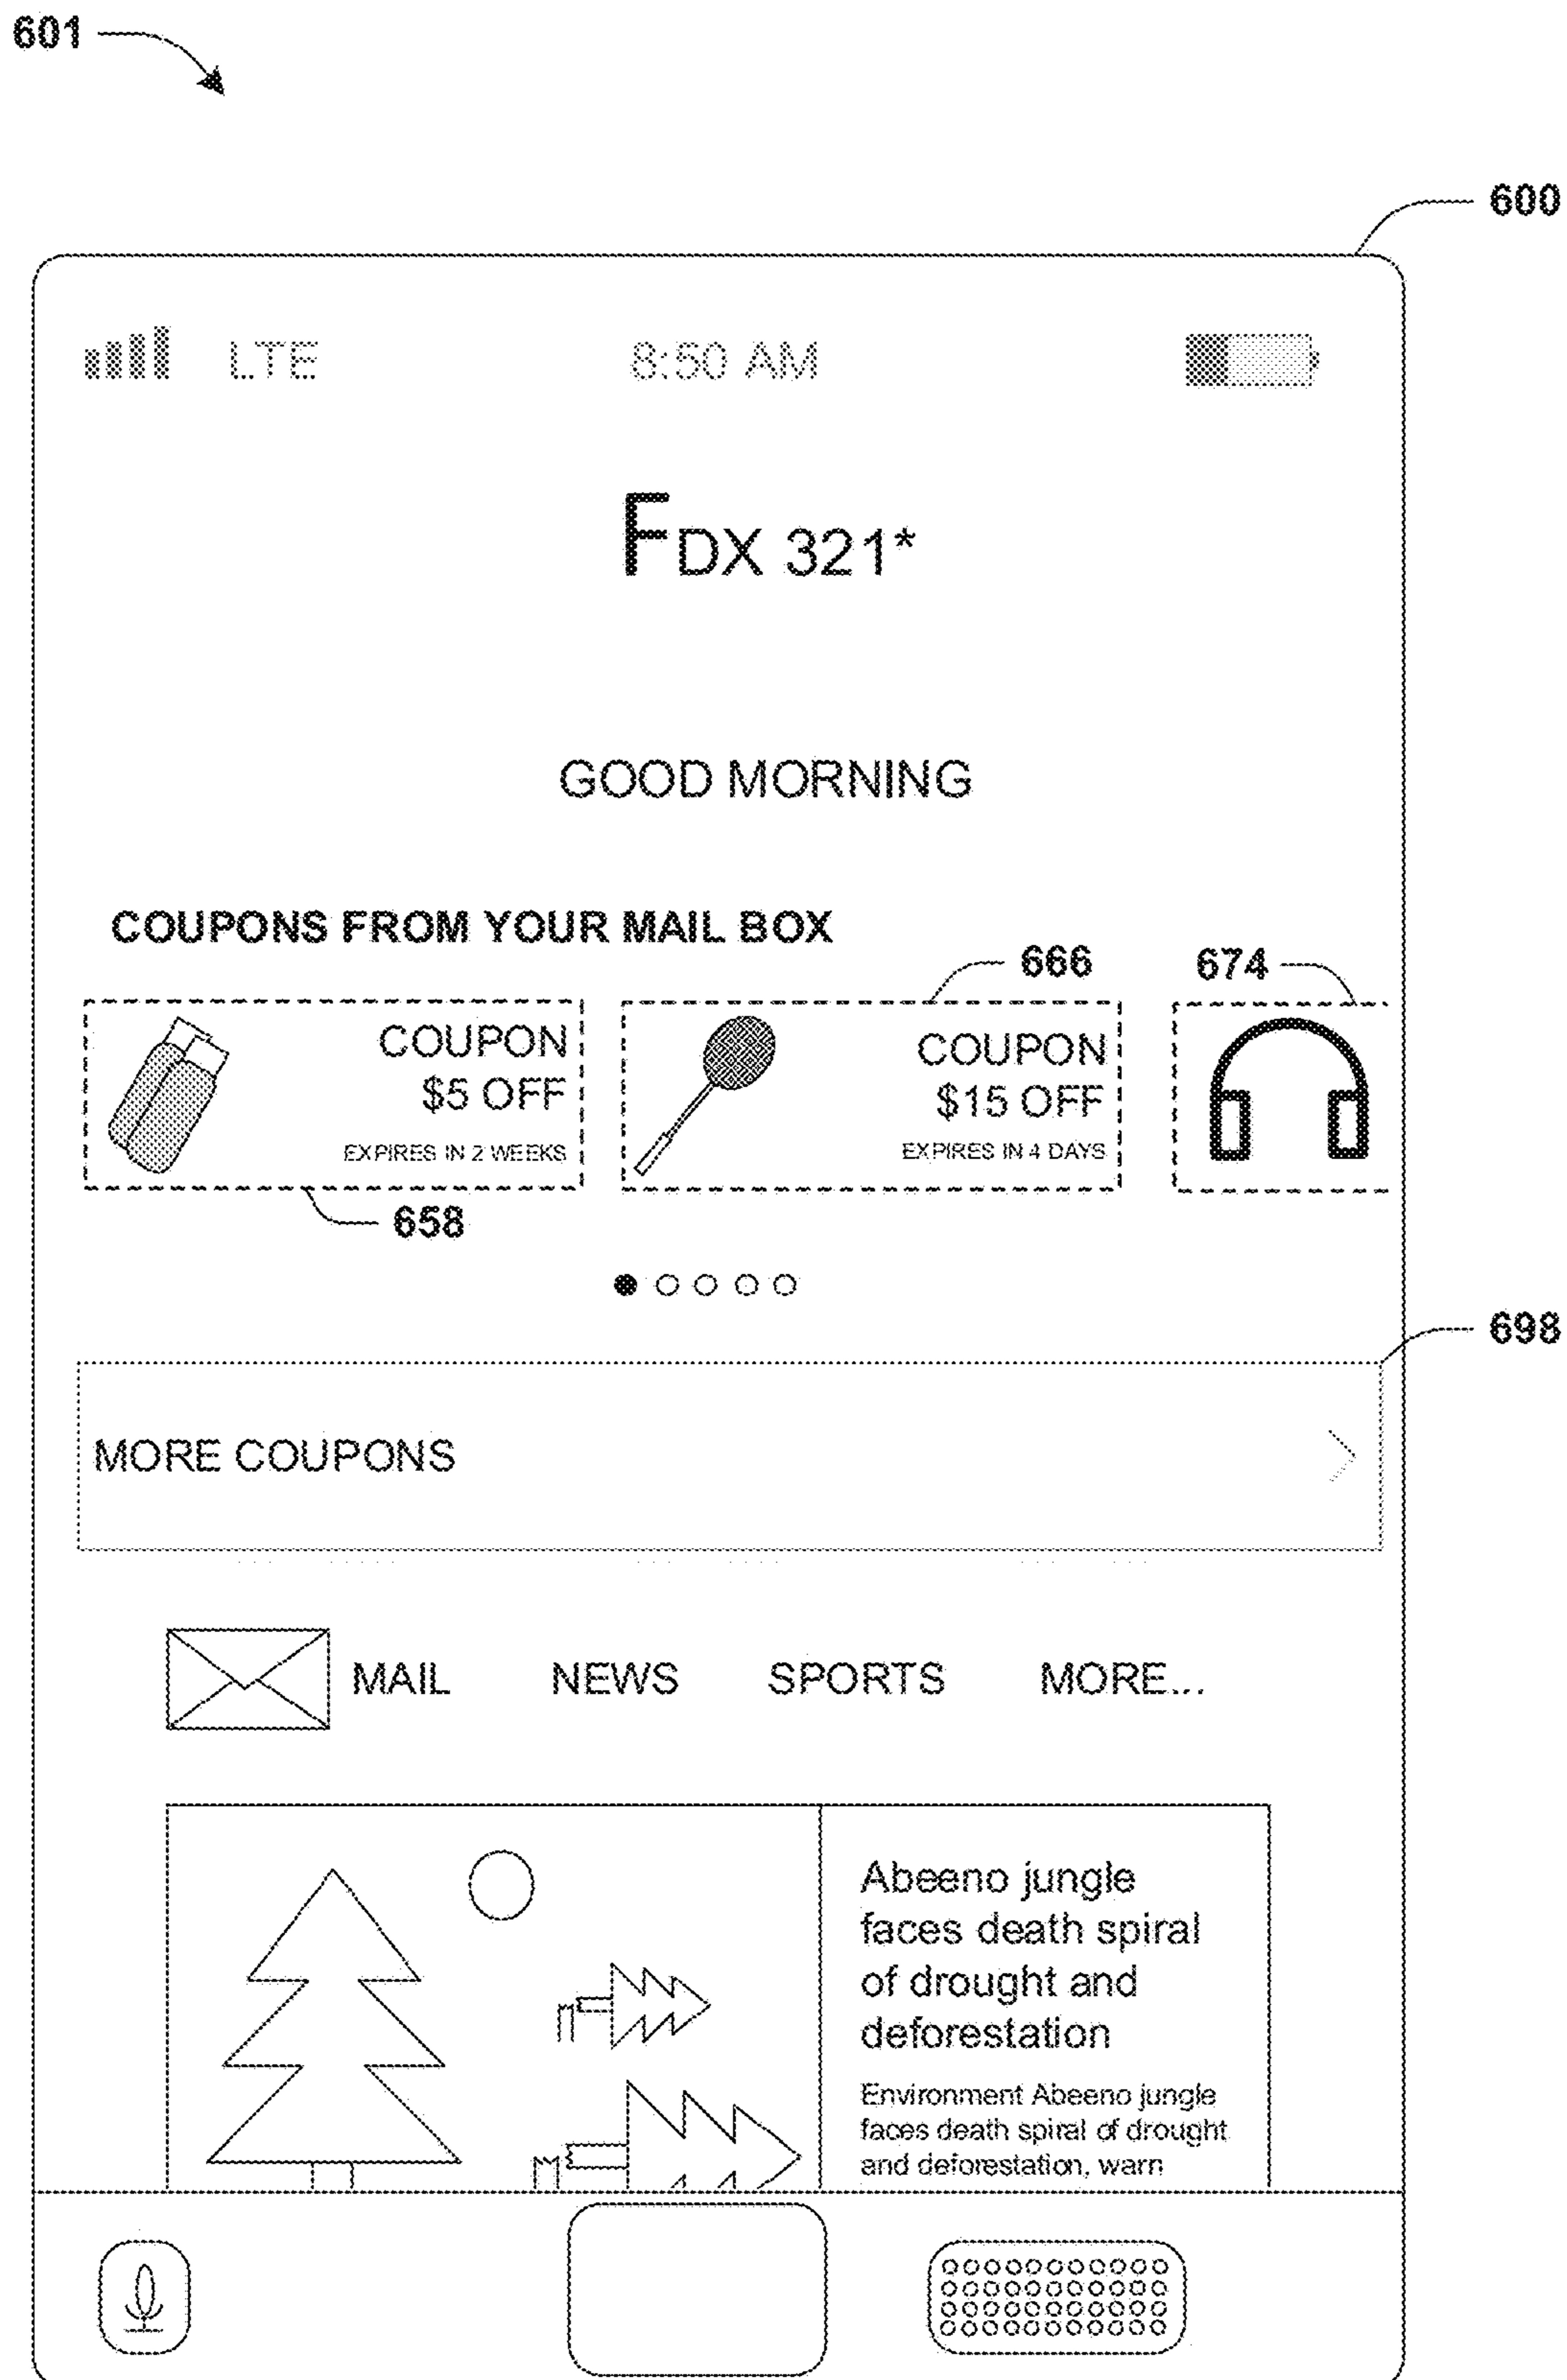 601
600
LTE 8:50 AM
FDX 321*
GOOD MORNING
COUPONS FROM YOUR MAIL BOX
666
674
COUPON
$5 OFF
EXPIRES IN 2 WEEKS
COUPON
$15 OFF
EXPIRES IN 4 DAYS
658
698
MORE COUPONS
MAIL NEWS SPORTS MORE...
Abeeno jungle
faces death spiral
of drought and
deforestation
Environment Abeeno jungle
faces death spiral of drought
and deforestation, warn